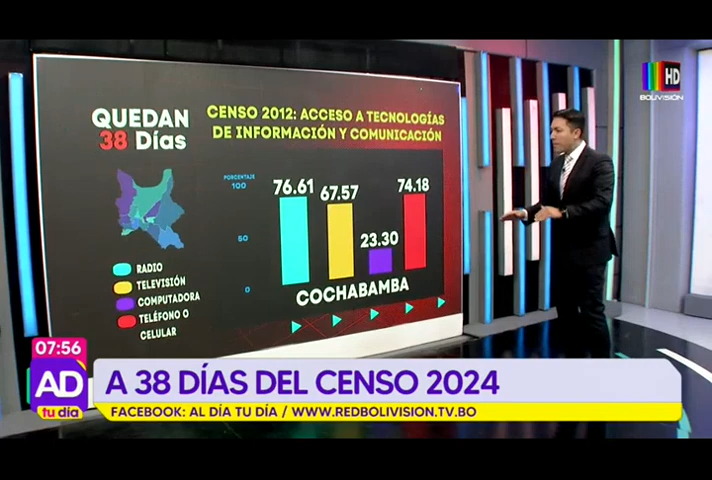 HD
BOLIVISIÓN
QUEDAN
38 Días
CENSO 2012: ACCESO A TECNOLOGÍAS
DE INFORMACIÓN Y COMUNICACIÓN
PORCENTAJE
100
50
0
76.61
67.57
23.30
74.18
COCHABAMBA
RADIO
TELEVISIÓN
COMPUTADORA
TELÉFONO O
CELULAR
07:56
AD
tu día
A 38 DÍAS DEL CENSO 2024
FACEBOOK: AL DÍA TU DÍA / WWW.REDBOLIVISION.TV.BO